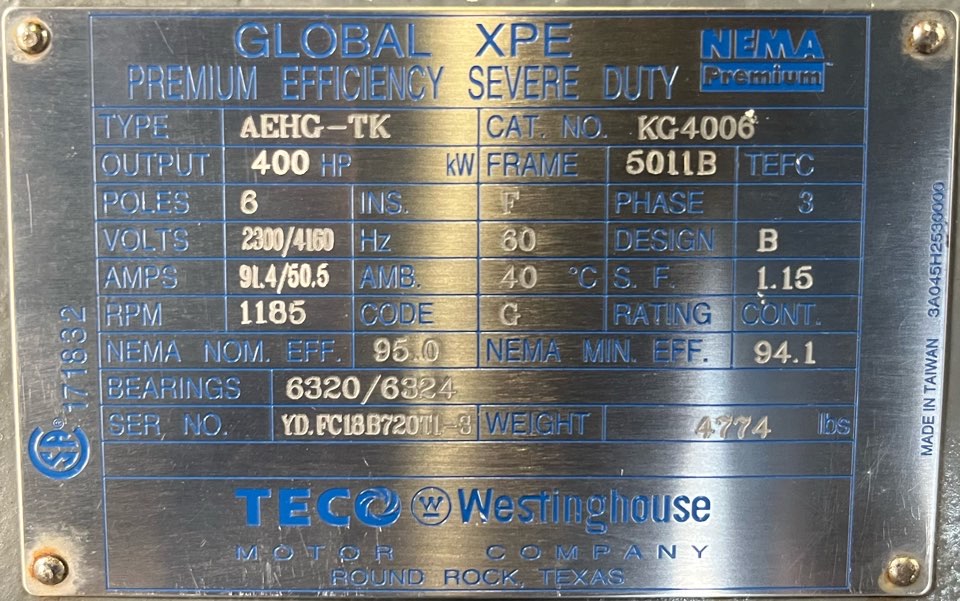 GLOBAL XPE
PREMIUM EFFICIENCY SEVERE DUTY
NEMA
Premium™
TYPE AEHG-TK CAT. NO. KG4006
OUTPUT 400 HP kW FRAME 5011B TEFC
POLES 6 INS. F PHASE 3
VOLTS 2300/4160 Hz 60 DESIGN B
AMPS 91.4/50.5 AMB. 40 °C S. F. 1.15
RPM 1185 CODE G RATING CONT.
NEMA NOM. EFF. 95.0 NEMA MIN. EFF. 94.1
BEARINGS 6320/6324
SER NO. YD.FC18B720T1-3 WEIGHT 4774 lbs
TECO W Westinghouse
MOTOR COMPANY
ROUND ROCK, TEXAS
SA® 171832
MADE IN TAIWAN 3A045H2530000